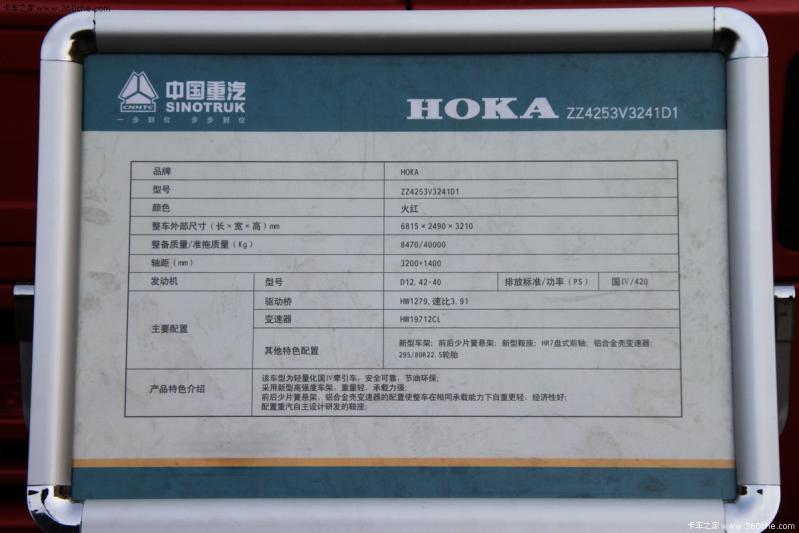 卡车之家 www.360che.com
中国重汽
SINOTRUK
CNHTC
一步到位 步步到位
HOKA ZZ4253V3241D1
品牌 HOKA
型号 ZZ4253V3241D1
颜色 火红
整车外部尺寸(长×宽×高)mm 6815×2490×3210
整备质量/准拖质量(Kg) 8470/40000
轴距(mm) 3200+1400
发动机 型号 D12.42-40 排放标准/功率(PS) 国Ⅳ/420
主要配置 驱动桥 HW1279,速比3.91
变速器 HW19712CL
其他特色配置 新型车架; 前后少片簧悬架; 新型鞍座; HR7盘式前轴; 铝合金壳变速器;
295/80R22.5轮胎
产品特色介绍 该车型为轻量化国Ⅳ牵引车,安全可靠,节油环保;
采用新型高强度车架,重量轻,承载力强;
前后少片簧悬架,铝合金壳变速器的配置使整车在相同承载能力下自重更轻,经济性好;
配置重汽自主设计研发的鞍座;
卡车之家 www.360che.com